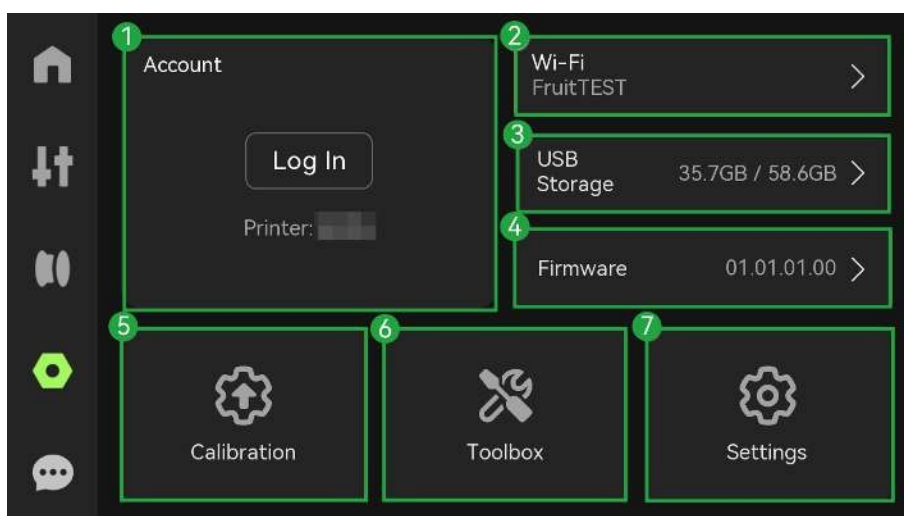 1
Account
Log In
Printer:
2
Wi-Fi
FruitTEST
3
USB
Storage
35.7GB / 58.6GB
4
Firmware
01.01.01.00
5
Calibration
6
Toolbox
7
Settings